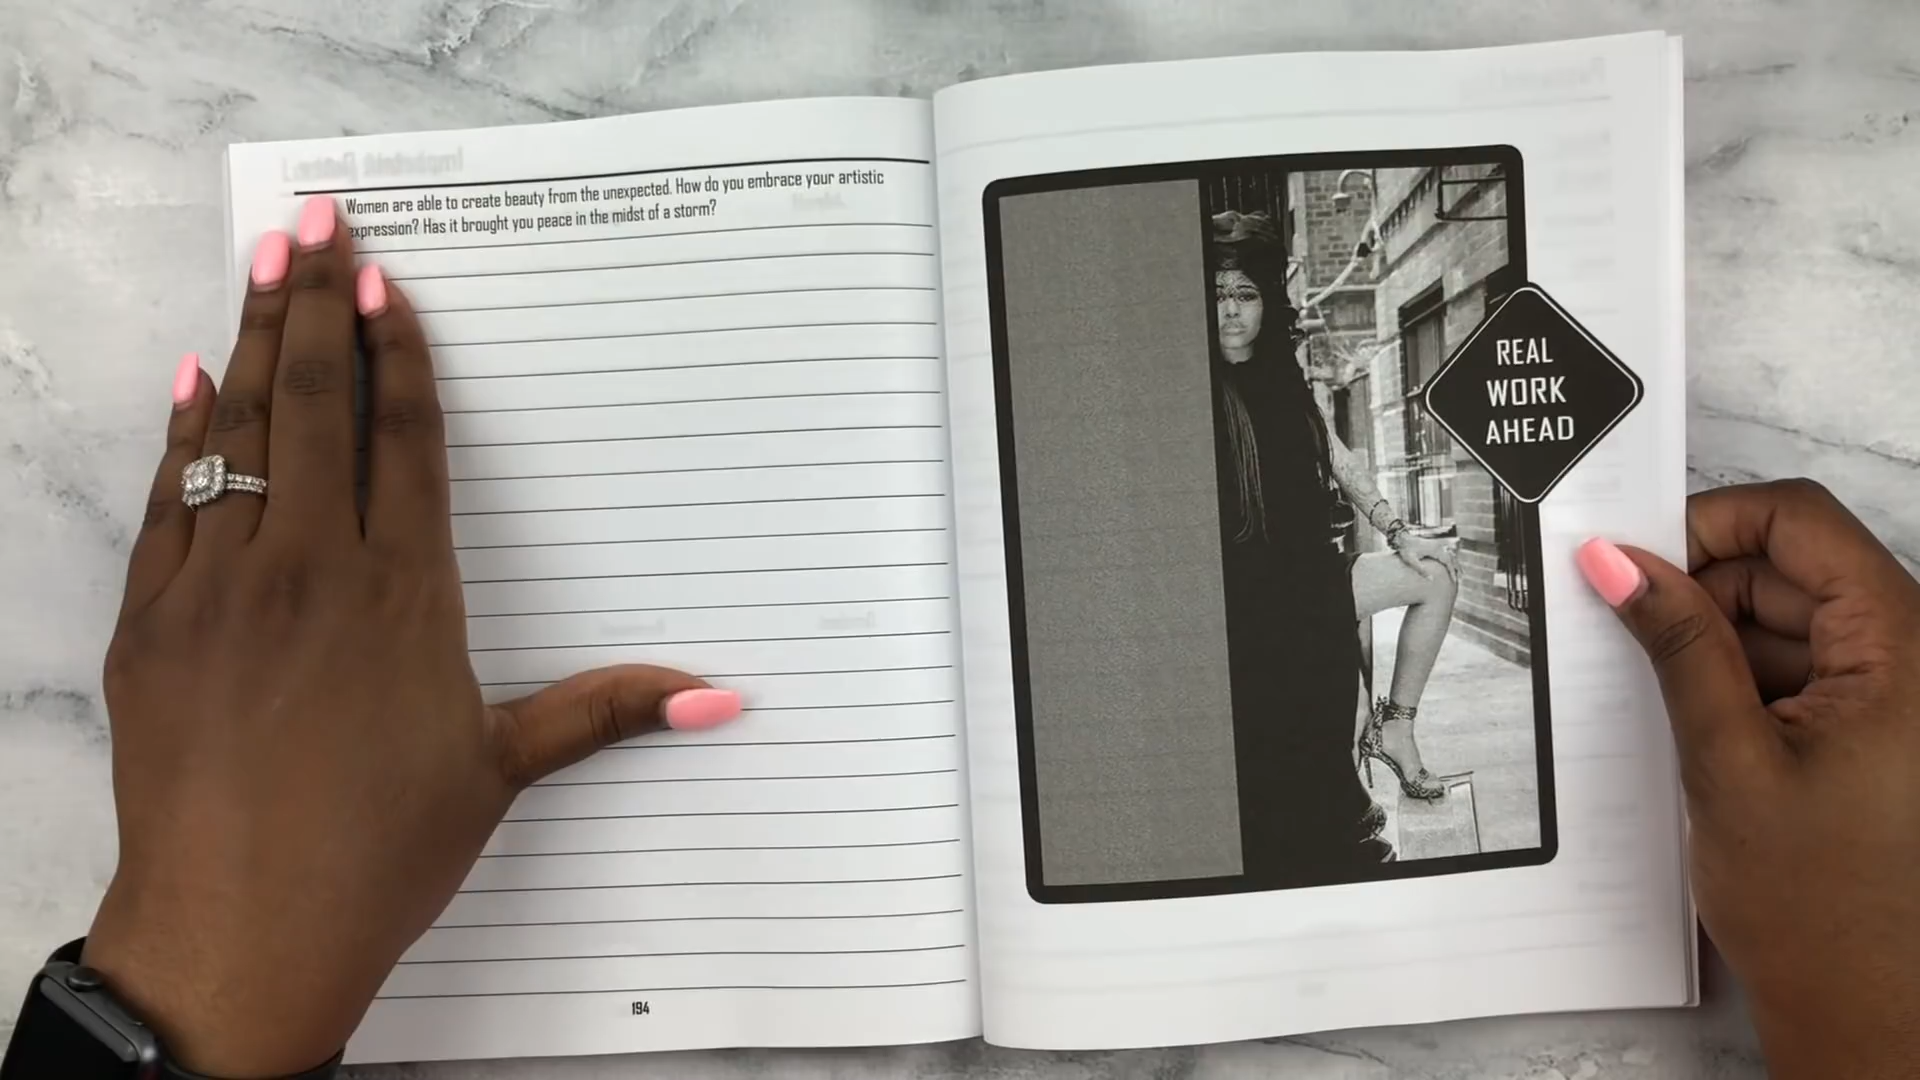 Women are able to create beauty from the unexpected. How do you embrace your artistic
expression? Has it brought you peace in the midst of a storm?
194
REAL
WORK
AHEAD